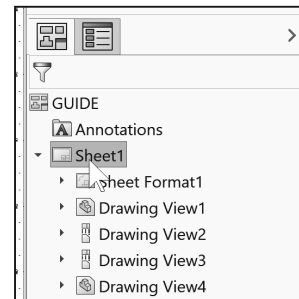 GUIDE
Annotations
Sheet1
Sheet Format1
Drawing View1
Drawing View2
Drawing View3
Drawing View4